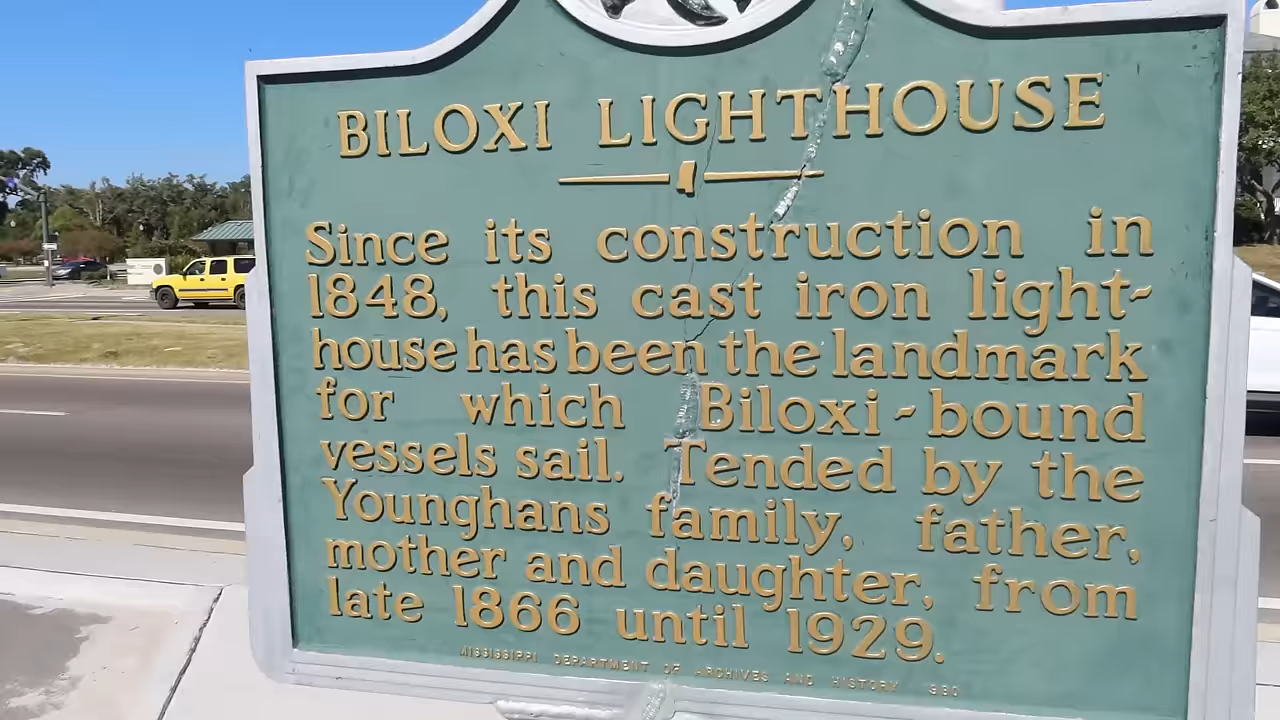 BILOXI LIGHTHOUSE
Since its construction in
1848, this cast iron light-
house has been the landmark
for which Biloxi-bound
vessels sail. Tended by the
Younghans family, father,
mother and daughter, from
late 1866 until 1929.
MISSISSIPPI DEPARTMENT OF ARCHIVES AND HISTORY